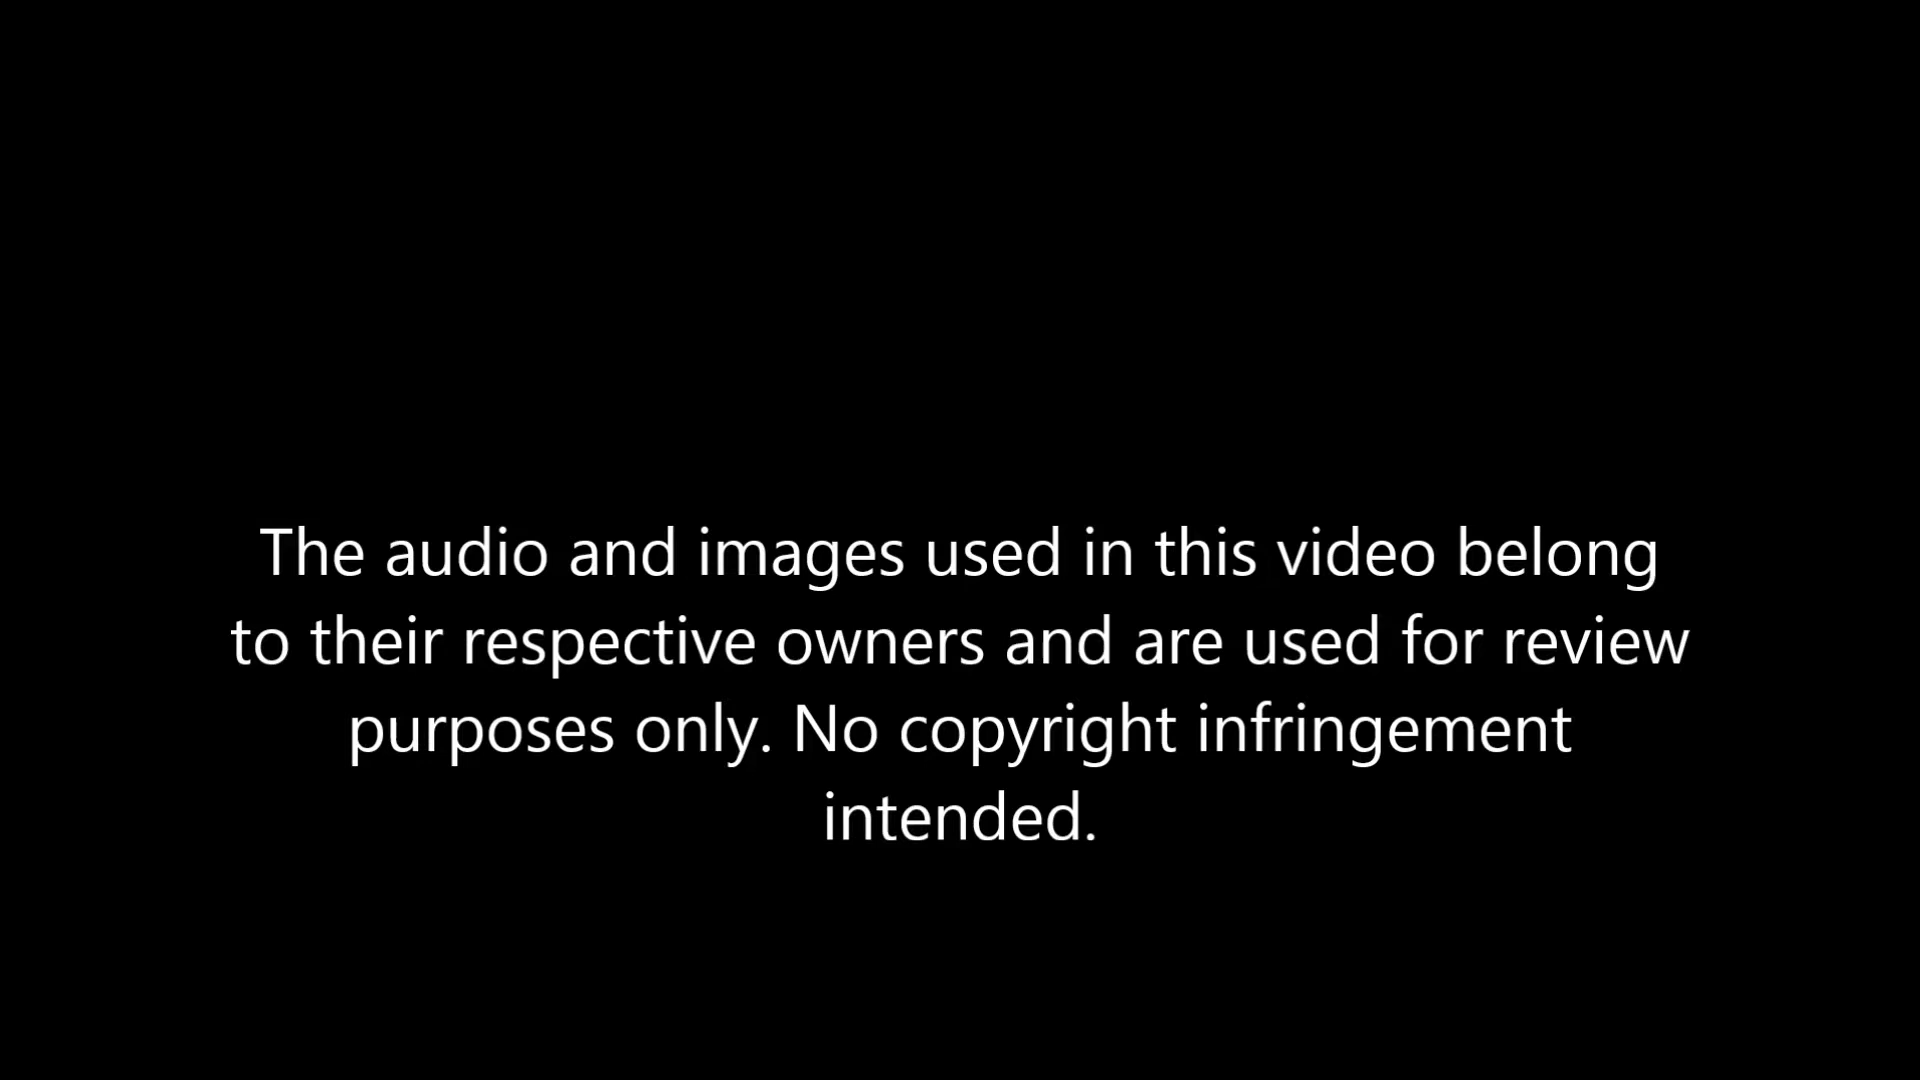 The audio and images used in this video belong
to their respective owners and are used for review
purposes only. No copyright infringement
intended.